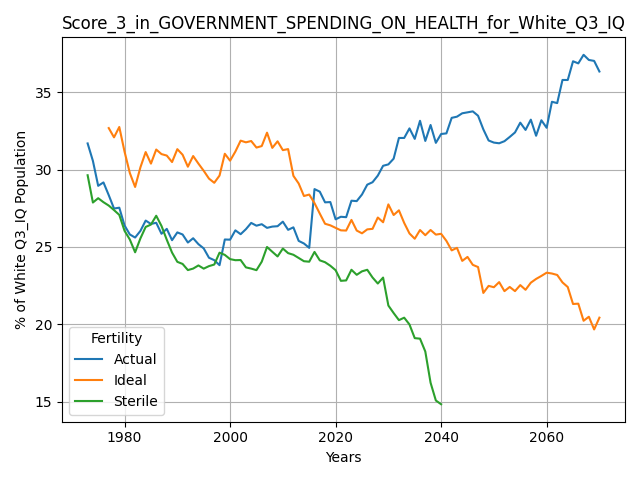 Score_3_in_GOVERNMENT_SPENDING_ON_HEALTH_for_White_Q3_IQ
% of White Q3_IQ Population
35
30
25
20
15
Fertility
Actual
Ideal
Sterile
1980 2000 2020 2040 2060
Years